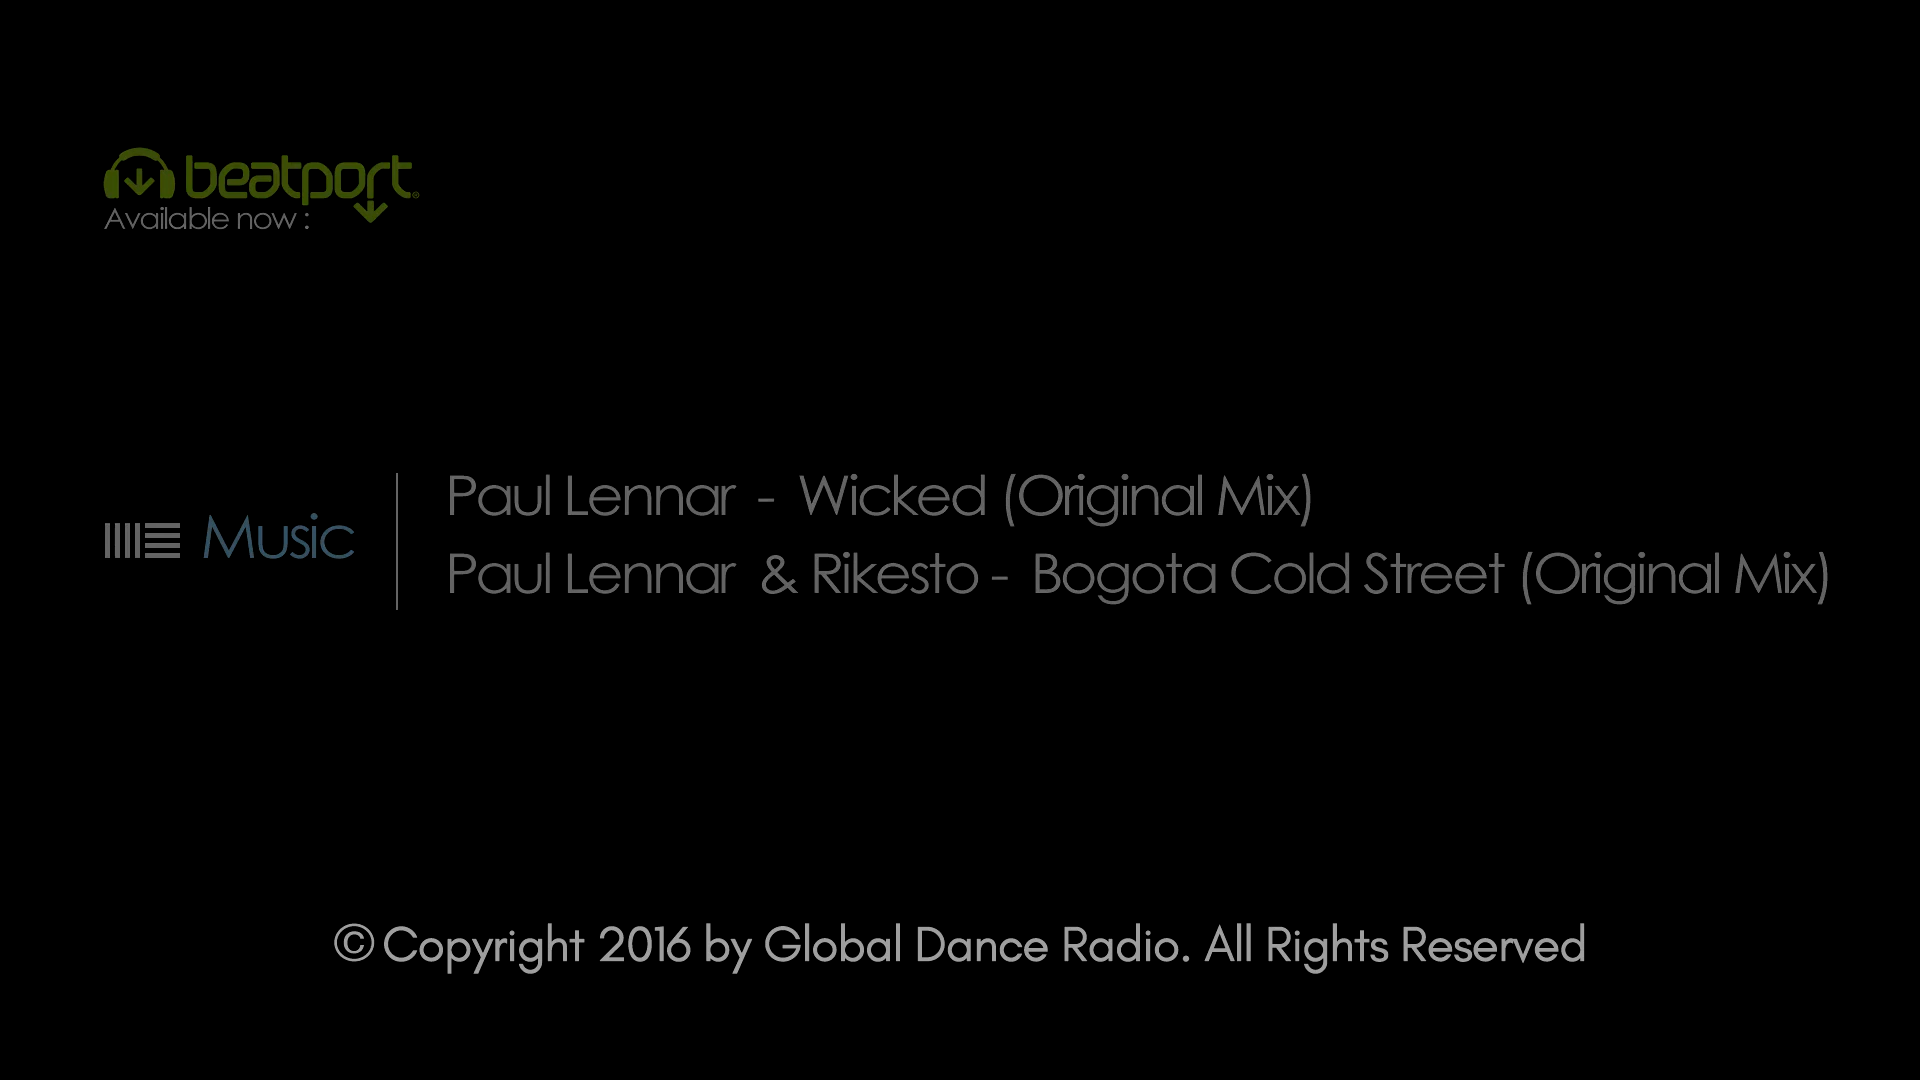 beatport®
Available now :
Music
Paul Lennar - Wicked (Original Mix)
Paul Lennar & Rikesto - Bogota Cold Street (Original Mix)
© Copyright 2016 by Global Dance Radio. All Rights Reserved